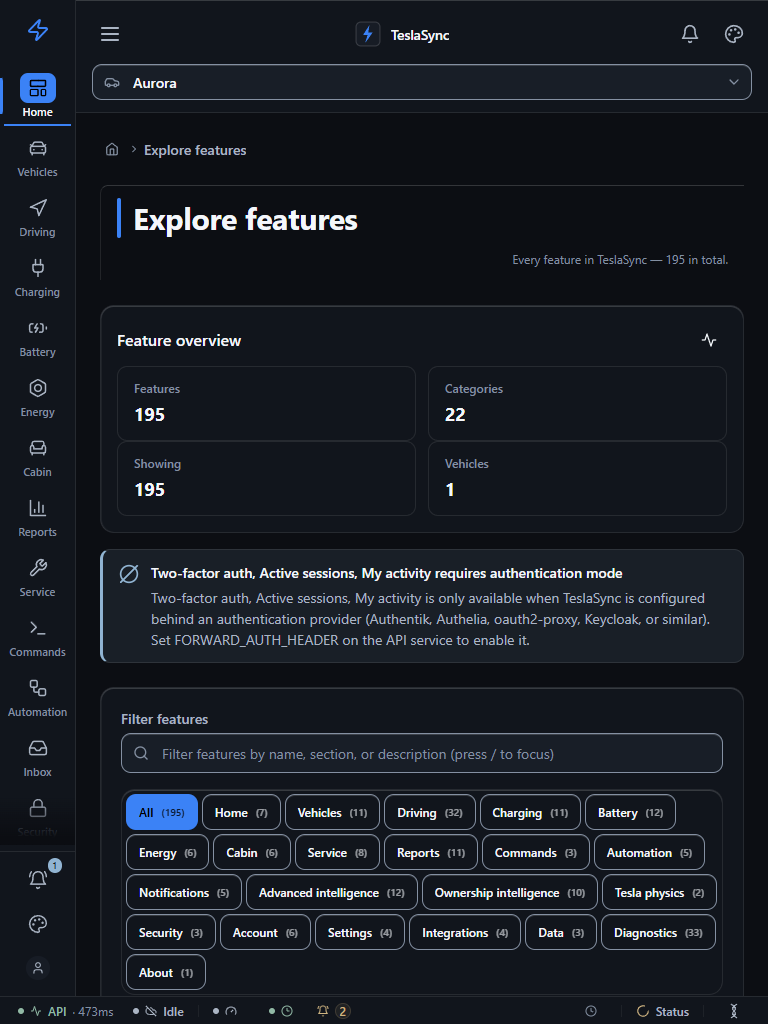 TeslaSync
Aurora
Home
Vehicles
Driving
Charging
Battery
Energy
Cabin
Reports
Service
Commands
Automation
Inbox
Security
1
Explore features
Explore features
Every feature in TeslaSync — 195 in total.
Feature overview
Features
195
Categories
22
Showing
195
Vehicles
1
Two-factor auth, Active sessions, My activity requires authentication mode
Two-factor auth, Active sessions, My activity is only available when TeslaSync is configured
behind an authentication provider (Authentik, Authelia, oauth2-proxy, Keycloak, or similar).
Set FORWARD_AUTH_HEADER on the API service to enable it.
Filter features
Filter features by name, section, or description (press / to focus)
All (195) Home (7) Vehicles (11) Driving (32) Charging (11) Battery (12)
Energy (6) Cabin (6) Service (8) Reports (11) Commands (3) Automation (5)
Notifications (5) Advanced intelligence (12) Ownership intelligence (10) Tesla physics (2)
Security (3) Account (6) Settings (4) Integrations (4) Data (3) Diagnostics (33)
About (1)
API · 473ms Idle 2 Status